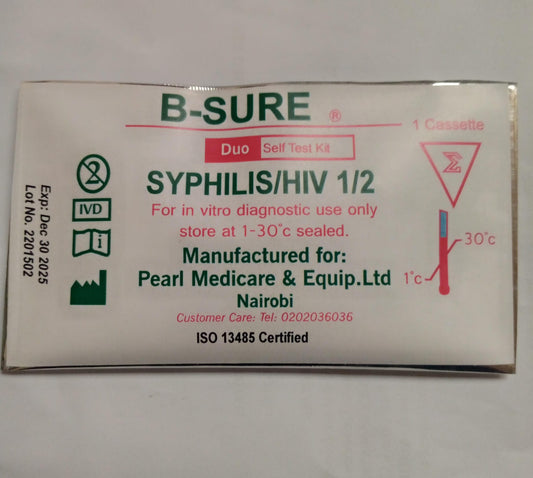 B-SURE ®
1 Cassette
Duo Self Test Kit
Σ
SYPHILIS/HIV 1/2
2
IVD
i
For in vitro diagnostic use only
store at 1-30°c sealed.
30°c
1°c
Manufactured for:
Pearl Medicare & Equip.Ltd
Nairobi
Customer Care: Tel: 0202036036
ISO 13485 Certified
Exp: Dec 30 2025
Lot No. 2201502